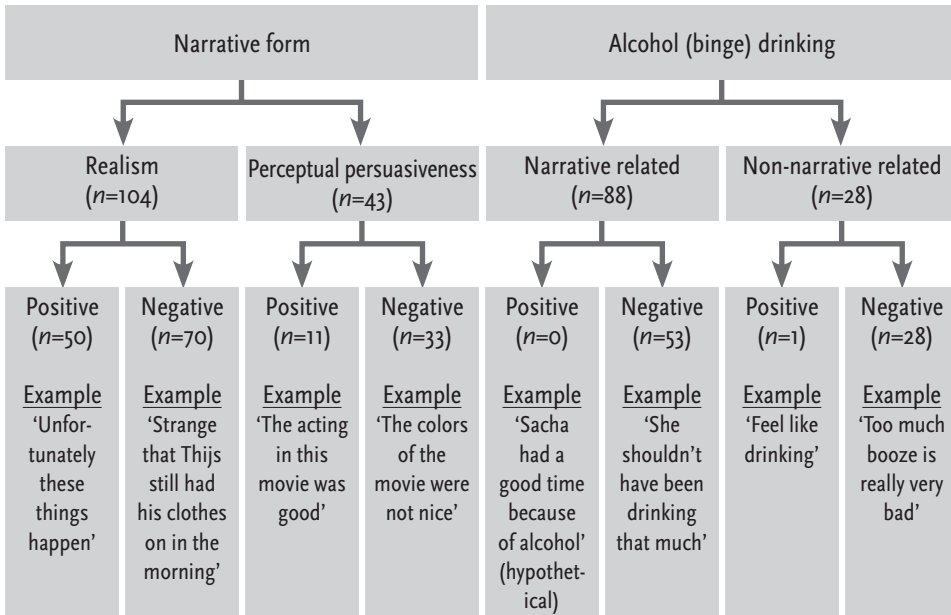 Narrative form
Alcohol (binge) drinking
Realism
(n=104)
Perceptual persuasiveness
(n=43)
Narrative related
(n=88)
Non-narrative related
(n=28)
Positive
(n=50)
Example
‘Unfor-
tunately
these
things
happen’
Negative
(n=70)
Example
‘Strange
that Thijs
still had
his clothes
on in the
morning’
Positive
(n=11)
Example
‘The acting
in this
movie was
good’
Negative
(n=33)
Example
‘The colors
of the
movie were
not nice’
Positive
(n=0)
Example
‘Sacha
had a
good time
because
of alcohol’
(hypothet-
ical)
Negative
(n=53)
Example
‘She
shouldn’t
have been
drinking
that much’
Positive
(n=1)
Example
‘Feel like
drinking’
Negative
(n=28)
Example
‘Too much
booze is
really very
bad’